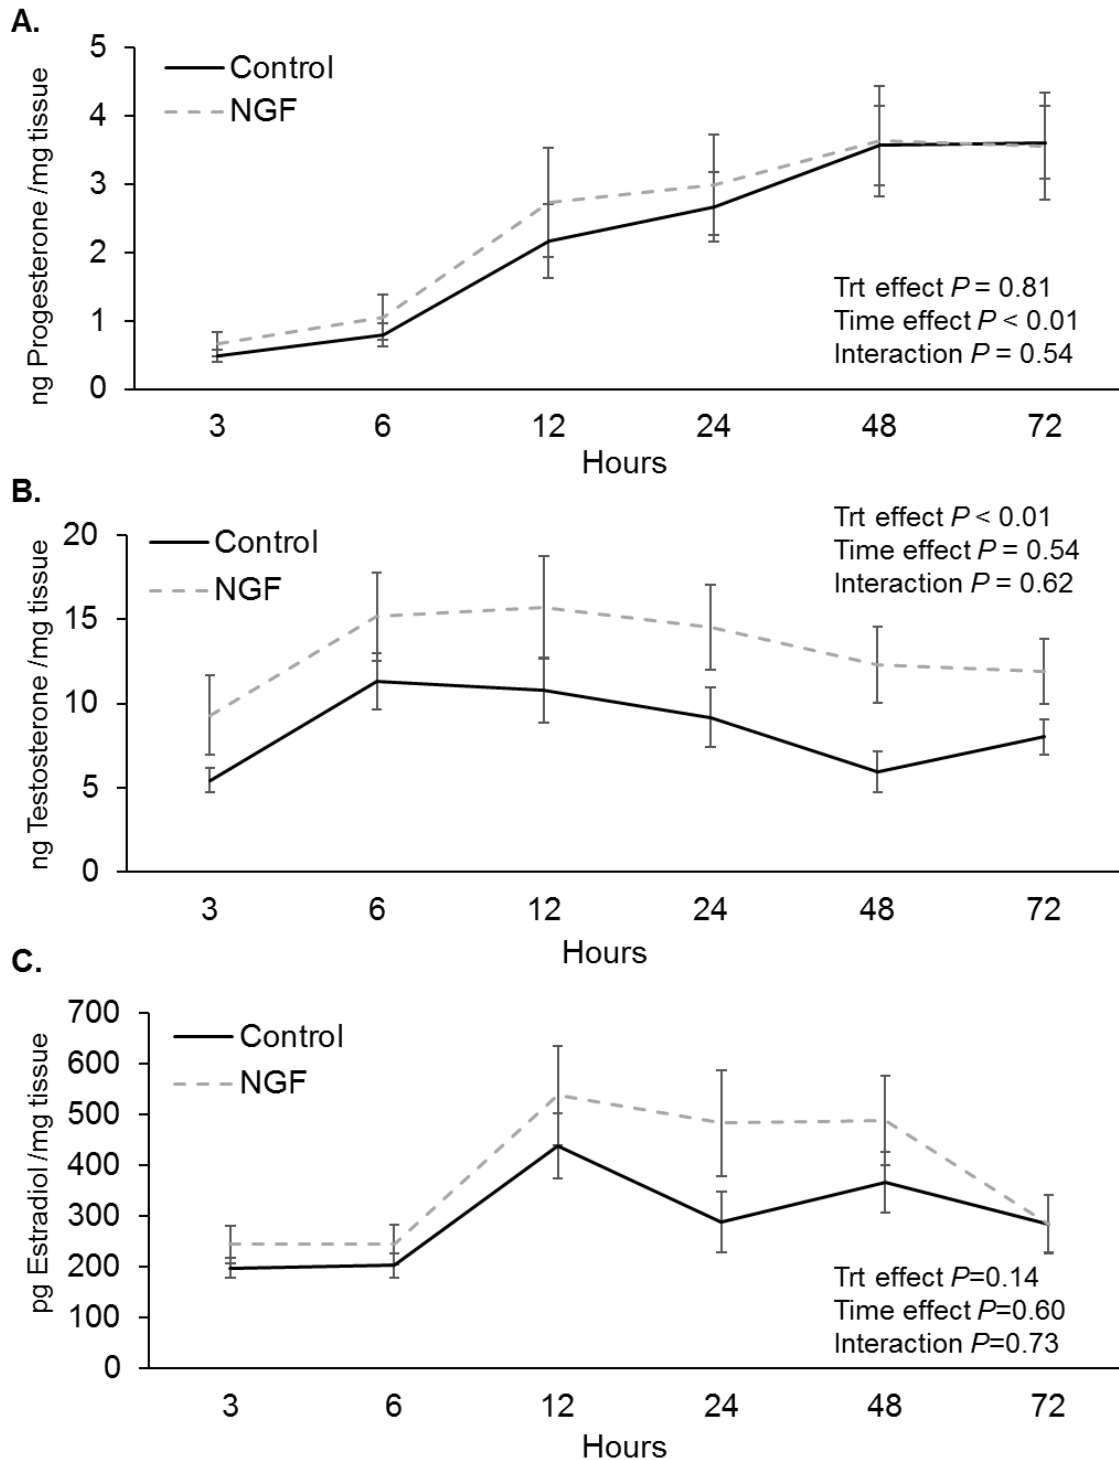 A.
ng Progesterone /mg tissue
5
4
3
2
1
0
Control
NGF
Trt effect P = 0.81
Time effect P < 0.01
Interaction P = 0.54
3 6 12 24 48 72
Hours
B.
ng Testosterone /mg tissue
20
15
10
5
0
Control
NGF
Trt effect P < 0.01
Time effect P = 0.54
Interaction P = 0.62
3 6 12 24 48 72
Hours
C.
pg Estradiol /mg tissue
700
600
500
400
300
200
100
0
Control
NGF
Trt effect P=0.14
Time effect P=0.60
Interaction P=0.73
3 6 12 24 48 72
Hours